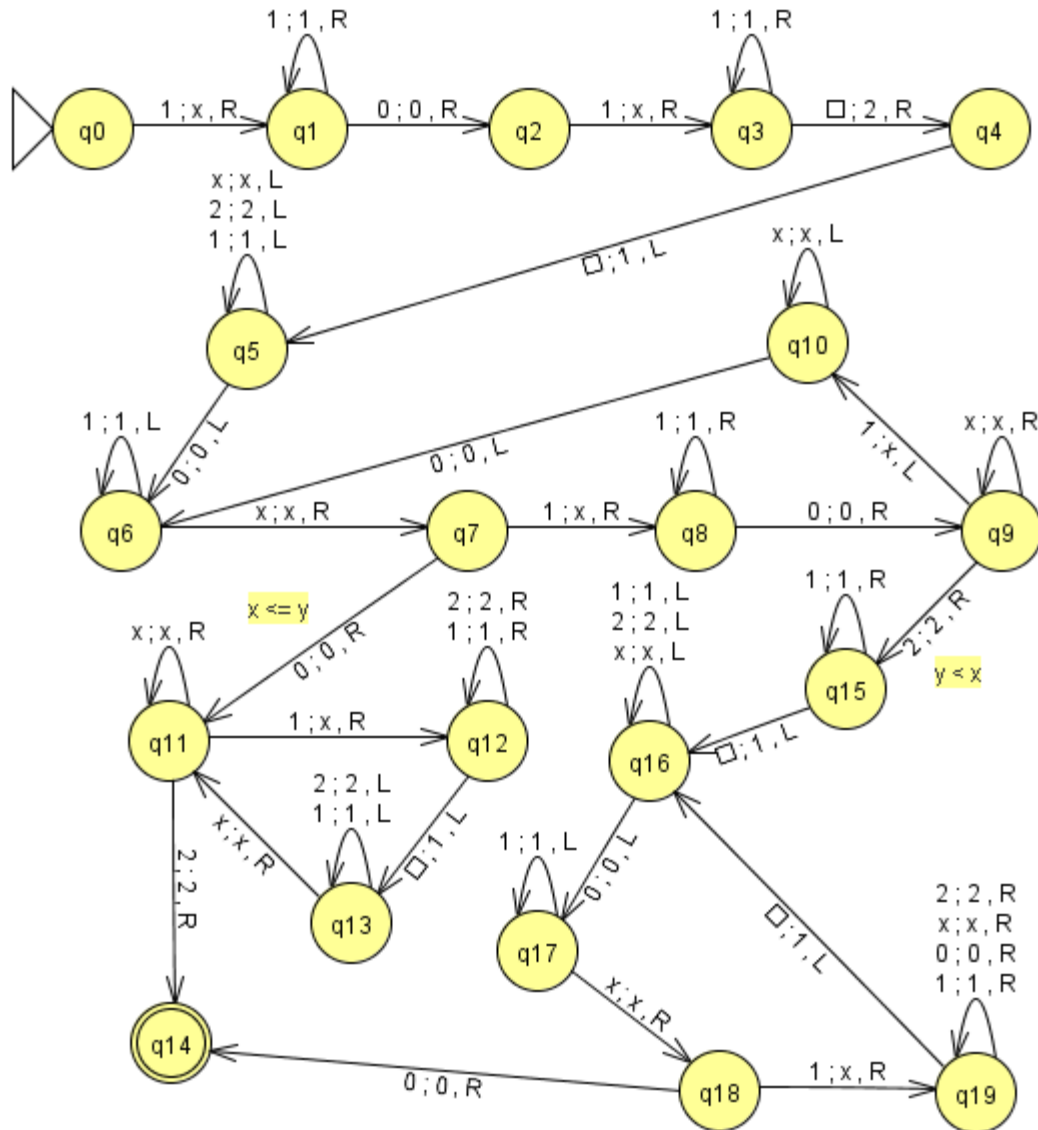 1 ; 1 , R
1 ; 1 , R
q0
1 ; x , R
q1
0 ; 0 , R
q2
1 ; x , R
q3
□ ; 2 , R
q4
x ; x , L
2 ; 2 , L
1 ; 1 , L
□ ; 1 , L
x ; x , L
q5
q10
1 ; 1 , L
0 ; 0 , L
0 ; 0 , L
1 ; 1 , R
1 ; x , L
x ; x , R
q6
x ; x , R
q7
1 ; x , R
q8
0 ; 0 , R
q9
x <= y
0 ; 0 , R
2 ; 2 , R
1 ; 1 , R
1 ; 1 , L
2 ; 2 , L
x ; x , L
1 ; 1 , R
2 ; 2 , R
y < x
x ; x , R
q11
1 ; x , R
q12
q16
□ ; 1 , L
q15
2 ; 2 , L
1 ; 1 , L
x ; x , R
□ ; 1 , L
q13
2 ; 2 , R
1 ; 1 , L
0 ; 0 , L
q17
□ ; 1 , L
2 ; 2 , R
x ; x , R
0 ; 0 , R
1 ; 1 , R
x ; x , R
q14
0 ; 0 , R
q18
1 ; x , R
q19